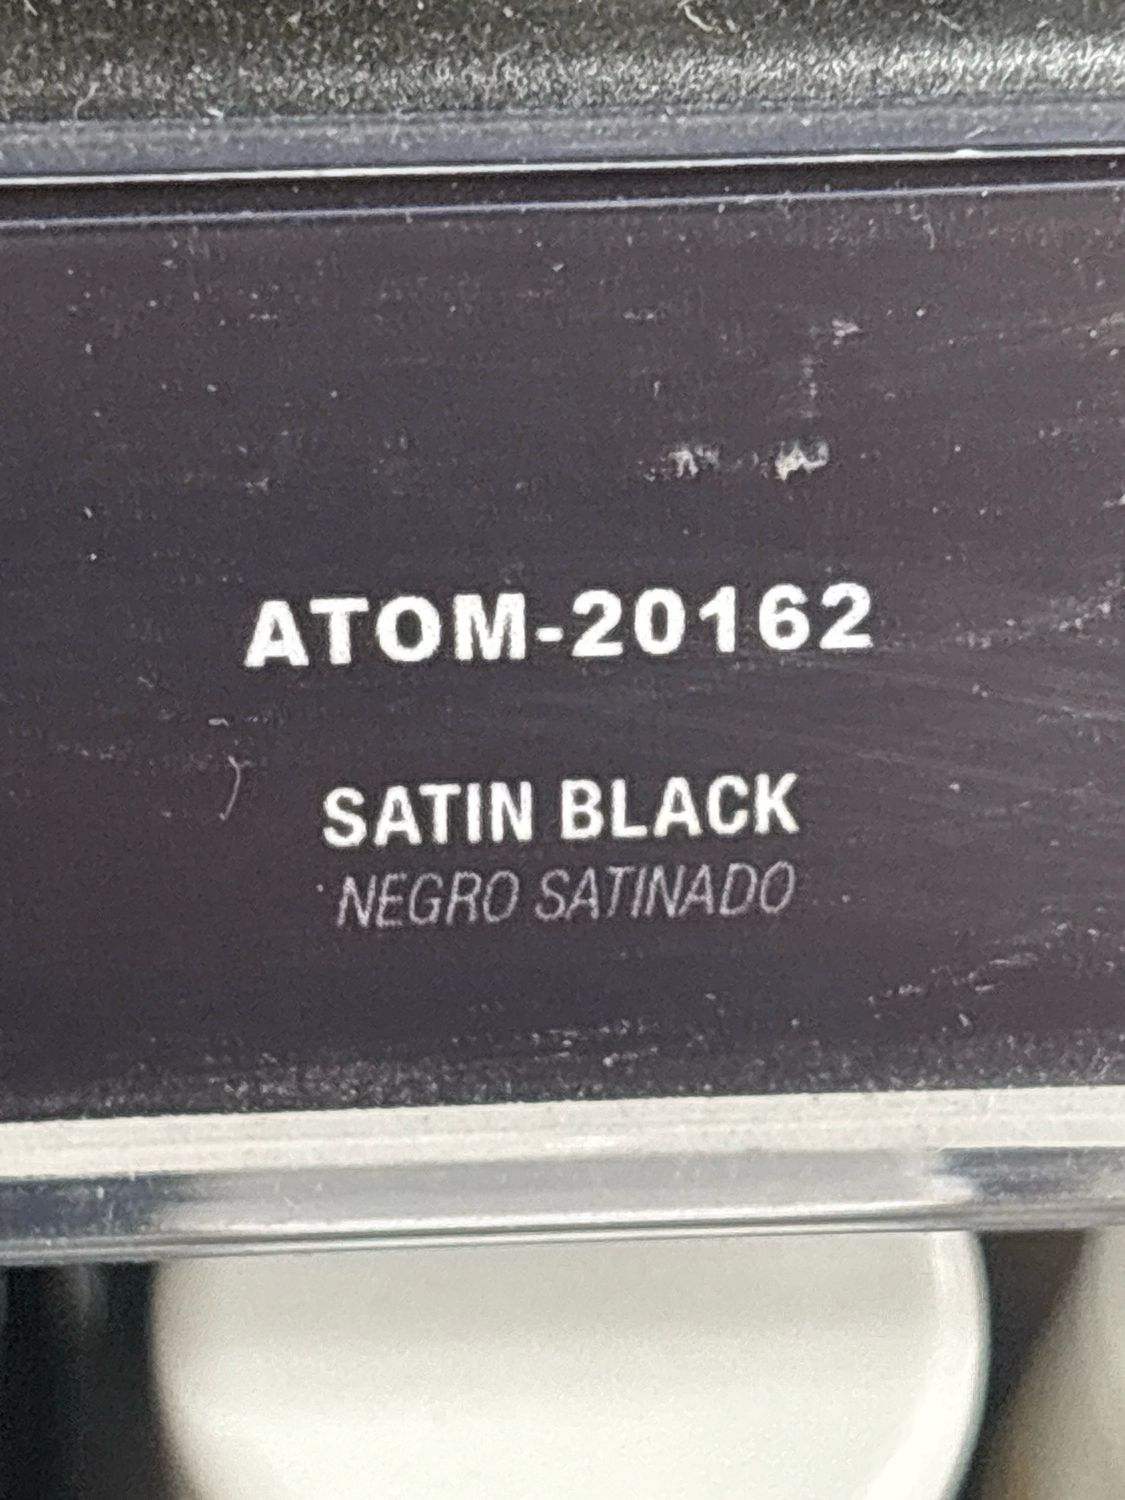 ATOM-20162
SATIN BLACK
NEGRO SATINADO